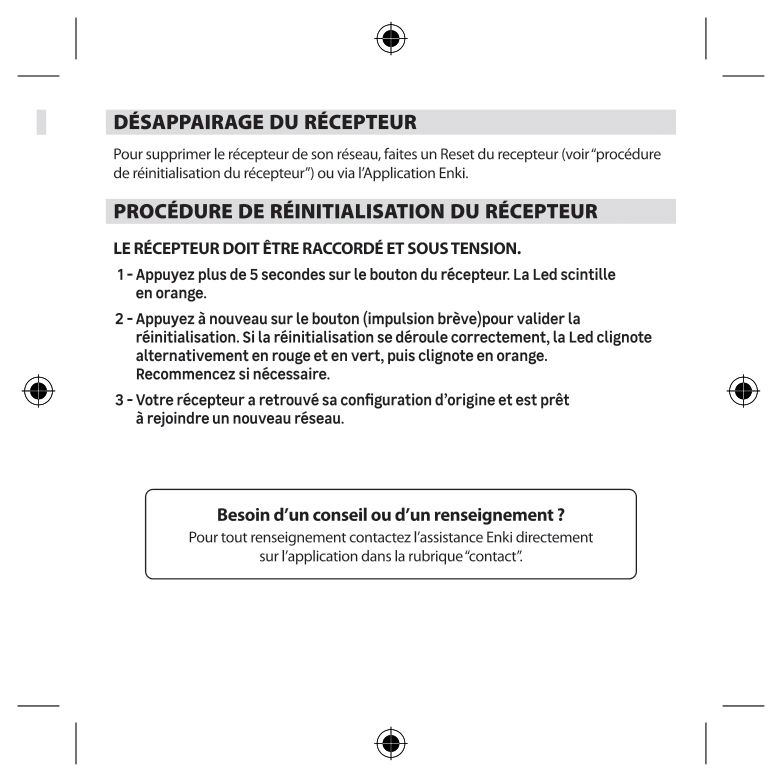 DÉSAPPAIRAGE DU RÉCEPTEUR
Pour supprimer le récepteur de son réseau, faites un Reset du recepteur (voir “procédure
de réinitialisation du récepteur”) ou via l’Application Enki.
PROCÉDURE DE RÉINITIALISATION DU RÉCEPTEUR
LE RÉCEPTEUR DOIT ÊTRE RACCORDÉ ET SOUS TENSION.
1 - Appuyez plus de 5 secondes sur le bouton du récepteur. La Led scintille
en orange.
2 - Appuyez à nouveau sur le bouton (impulsion brève)pour valider la
réinitialisation. Si la réinitialisation se déroule correctement, la Led clignote
alternativement en rouge et en vert, puis clignote en orange.
Recommencez si nécessaire.
3 - Votre récepteur a retrouvé sa configuration d’origine et est prêt
à rejoindre un nouveau réseau.
Besoin d’un conseil ou d’un renseignement ?
Pour tout renseignement contactez l’assistance Enki directement
sur l’application dans la rubrique “contact”.